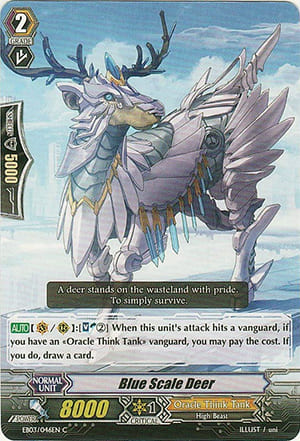 2
GRADE
SHIELD
5000
A deer stands on the wasteland with pride.
To simply survive.
AUTO [V/R]:[②] When this unit's attack hits a vanguard, if
you have an «Oracle Think Tank» vanguard, you may pay the cost. If
you do, draw a card.
NORMAL
UNIT
Blue Scale Deer
POWER
8000
1
CRITICAL
Oracle Think Tank
High Beast
EB03/046EN C
ILLUST / uni